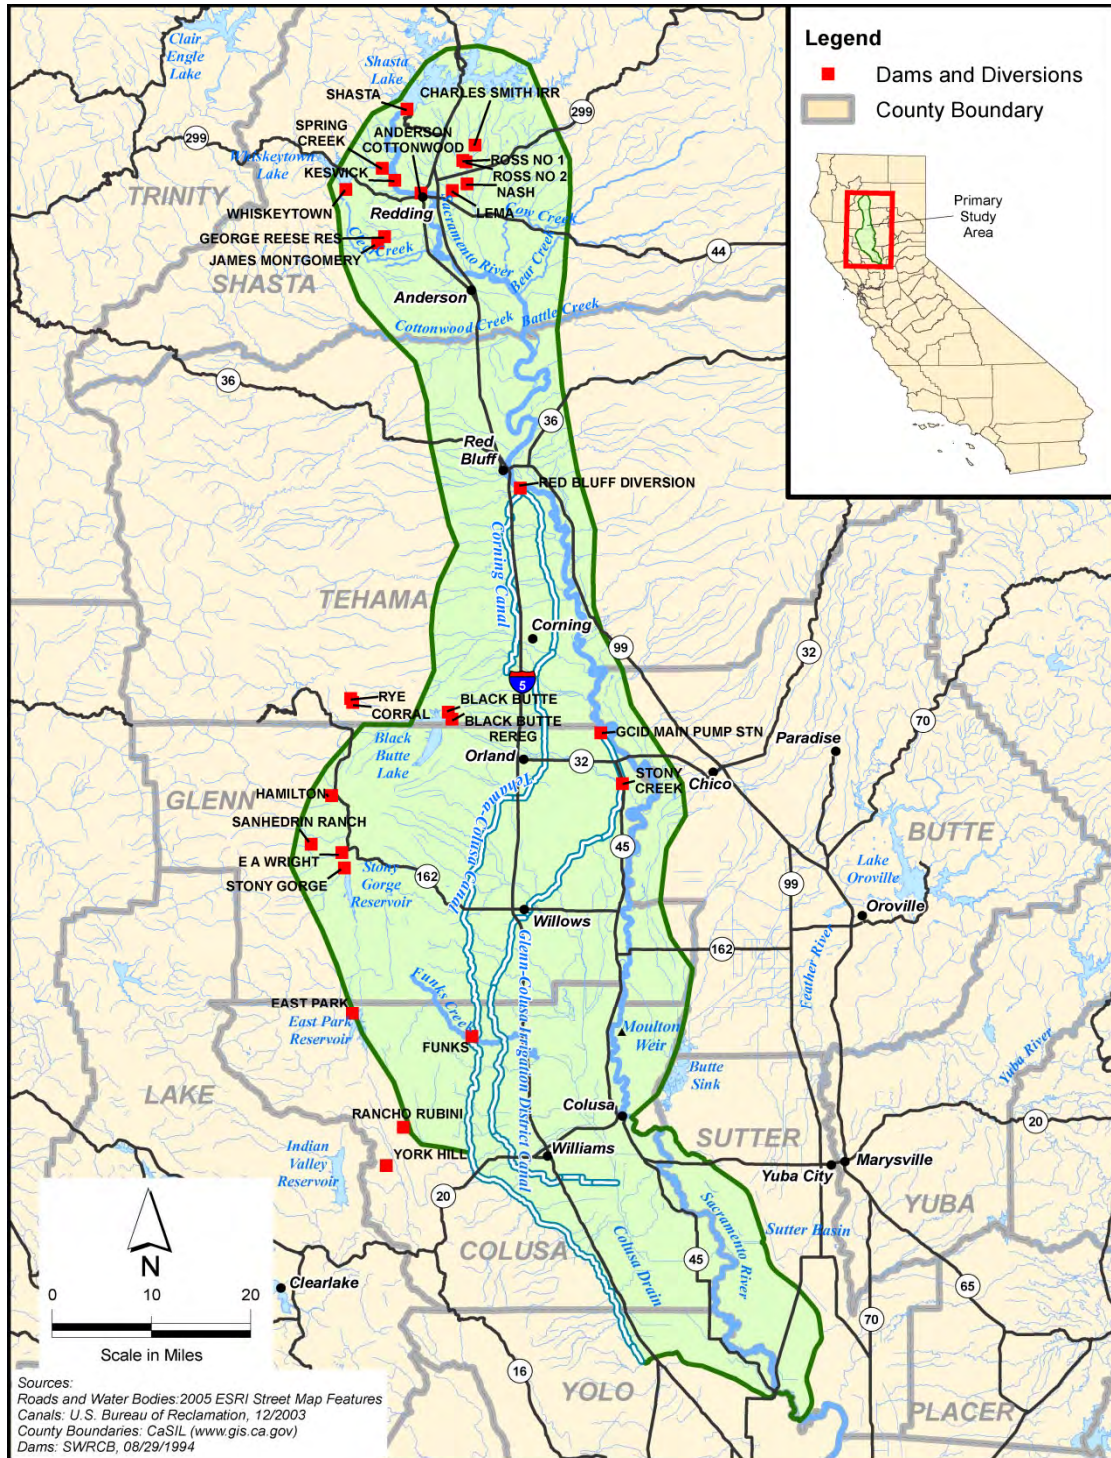 Legend
Dams and Diversions
County Boundary
Primary
Study
Area
Clair
Engle
Lake
Shasta
Lake
SHASTA
CHARLES SMITH IRR
299
SPRING
CREEK
ANDERSON
COTTONWOOD
299
Whiskeytown
Lake
KESWICK
ROSS NO 1
ROSS NO 2
NASH
TRINITY
WHISKEYTOWN
Redding
LEMA
Cow Creek
GEORGE REESE RES
JAMES MONTGOMERY
Clear Creek
Sacramento River
Bear Creek
44
SHASTA
Anderson
Cottonwood Creek
Battle Creek
36
36
Red
Bluff
RED BLUFF DIVERSION
Corning Canal
TEHAMA
Corning
99
32
5
RYE
CORRAL
BLACK BUTTE
BLACK BUTTE
REREG
GCID MAIN PUMP STN
70
Black
Butte
Lake
Orland
32
Paradise
STONY
CREEK
Chico
GLENN
HAMILTON
Tehama-Colusa Canal
SANHEDRIN RANCH
E A WRIGHT
STONY GORGE
Stony
Gorge
Reservoir
162
45
BUTTE
Lake
Oroville
99
Oroville
Willows
162
Feather River
Glenn-Colusa Irrigation District Canal
Funks
Creek
EAST PARK
East Park
Reservoir
FUNKS
Moulton
Weir
Butte
Sink
Yuba River
LAKE
RANCHO RUBINI
Colusa
SUTTER
20
YORK HILL
Williams
Indian
Valley
Reservoir
Marysville
Yuba City
20
YUBA
Sutter Basin
Sacramento River
COLUSA
Colusa Drain
45
65
70
N
Clearlake
0 10 20
Scale in Miles
16
YOLO
PLACER
Sources:
Roads and Water Bodies:2005 ESRI Street Map Features
Canals: U.S. Bureau of Reclamation, 12/2003
County Boundaries: CaSIL (www.gis.ca.gov)
Dams: SWRCB, 08/29/1994